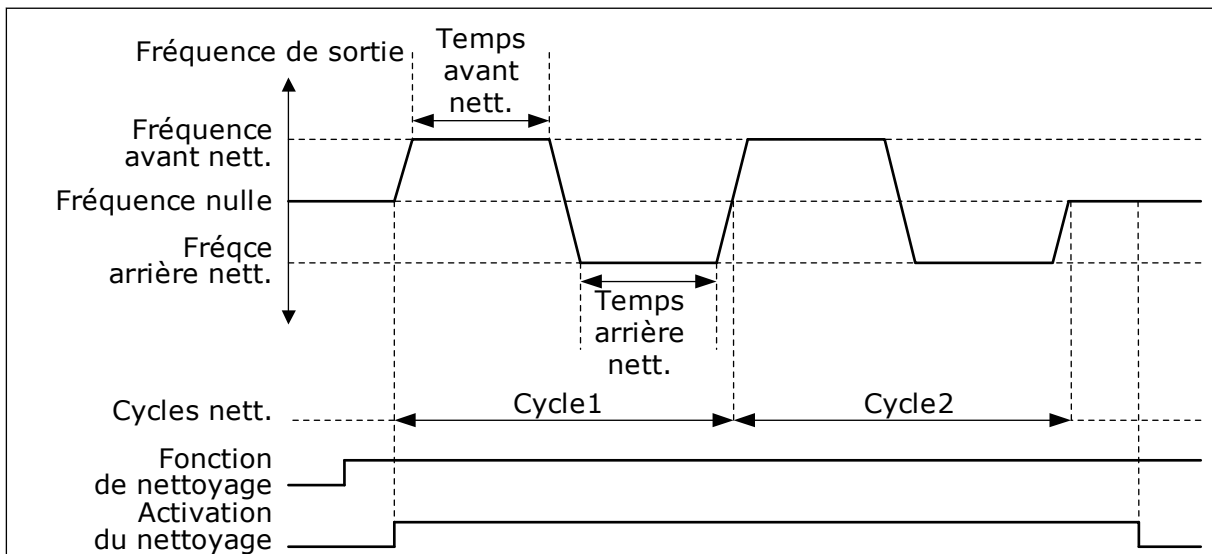 Fréquence de sortie
Temps
avant
nett.
Fréquence
avant nett.
Fréquence nulle
Fréqce
arrière nett.
Temps
arrière
nett.
Cycles nett.
Cycle1
Cycle2
Fonction
de nettoyage
Activation
du nettoyage